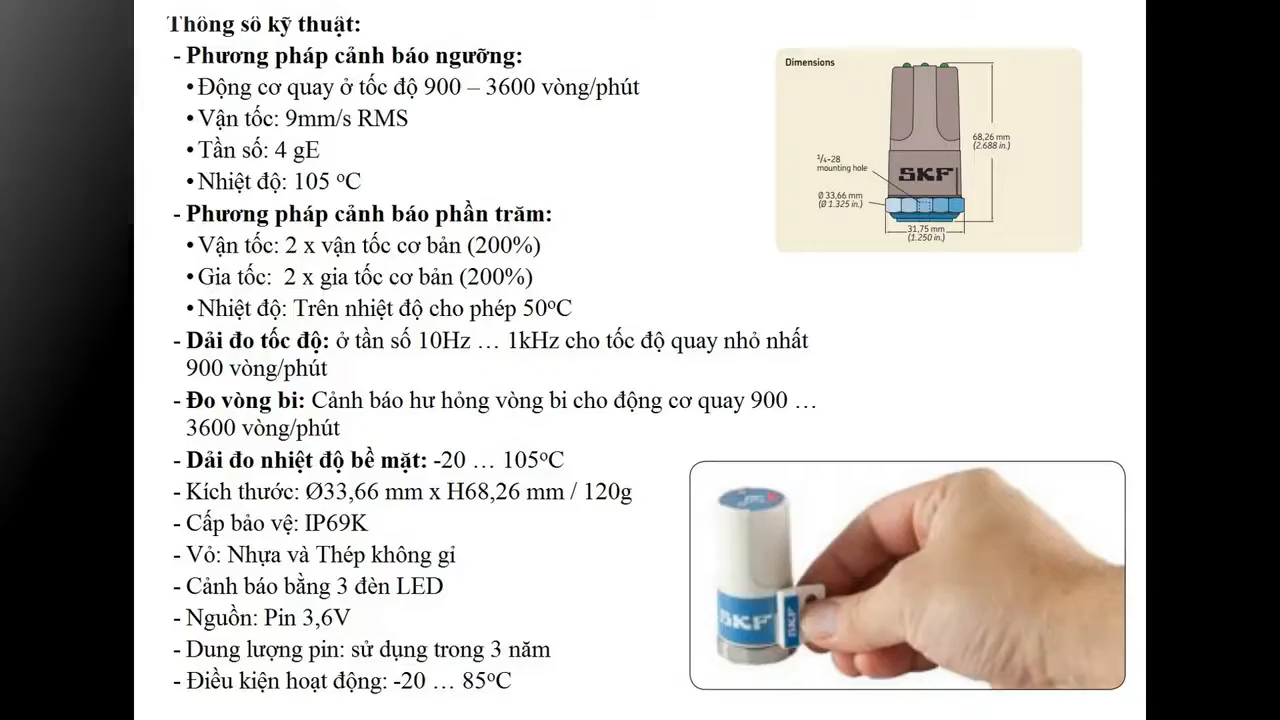 Thông số kỹ thuật:
- Phương pháp cảnh báo ngưỡng:
• Động cơ quay ở tốc độ 900 – 3600 vòng/phút
• Vận tốc: 9mm/s RMS
• Tần số: 4 gE
• Nhiệt độ: 105 ⁰C
- Phương pháp cảnh báo phần trăm:
• Vận tốc: 2 x vận tốc cơ bản (200%)
• Gia tốc: 2 x gia tốc cơ bản (200%)
• Nhiệt độ: Trên nhiệt độ cho phép 50⁰C
- Dải đo tốc độ: ở tần số 10Hz … 1kHz cho tốc độ quay nhỏ nhất
900 vòng/phút
- Đo vòng bi: Cảnh báo hư hỏng vòng bi cho động cơ quay 900 …
3600 vòng/phút
- Dải đo nhiệt độ bề mặt: -20 … 105⁰C
- Kích thước: Ø33,66 mm x H68,26 mm / 120g
- Cấp bảo vệ: IP69K
- Vỏ: Nhựa và Thép không gỉ
- Cảnh báo bằng 3 đèn LED
- Nguồn: Pin 3,6V
- Dung lượng pin: sử dụng trong 3 năm
- Điều kiện hoạt động: -20 … 85⁰C
Dimensions
68,26 mm
(2.688 in.)
1/4-28
mounting hole
SKF
Ø 33,66 mm
(Ø 1.325 in.)
31,75 mm
(1.250 in.)
SKF
SKF